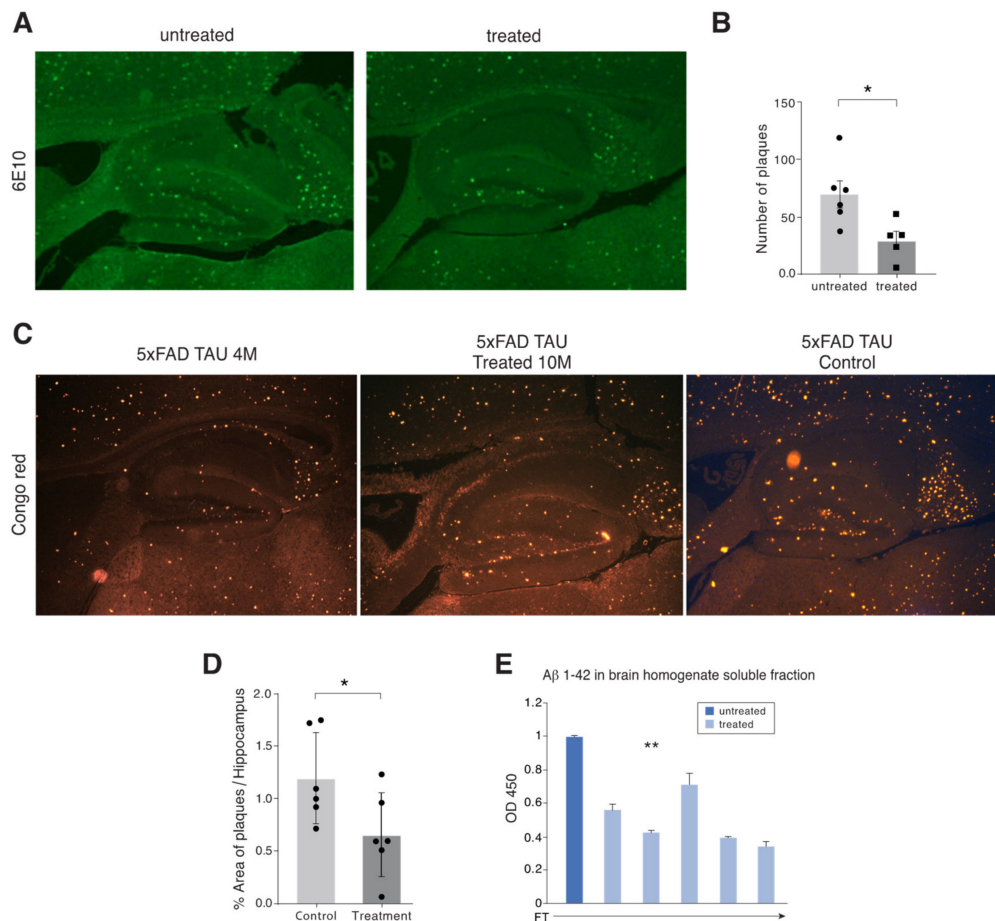 A
untreated
treated
6E10
B
*
Number of plaques
150
100
50
0.0
untreated
treated
C
5xFAD TAU 4M
5xFAD TAU
Treated 10M
5xFAD TAU
Control
Congo red
D
*
% Area of plaques / Hippocampus
2.0
1.5
1.0
0.5
0.0
Control
Treatment
E
Aβ 1-42 in brain homogenate soluble fraction
untreated
treated
**
OD 450
1.2
1
0.8
0.6
0.4
0.2
0
FT